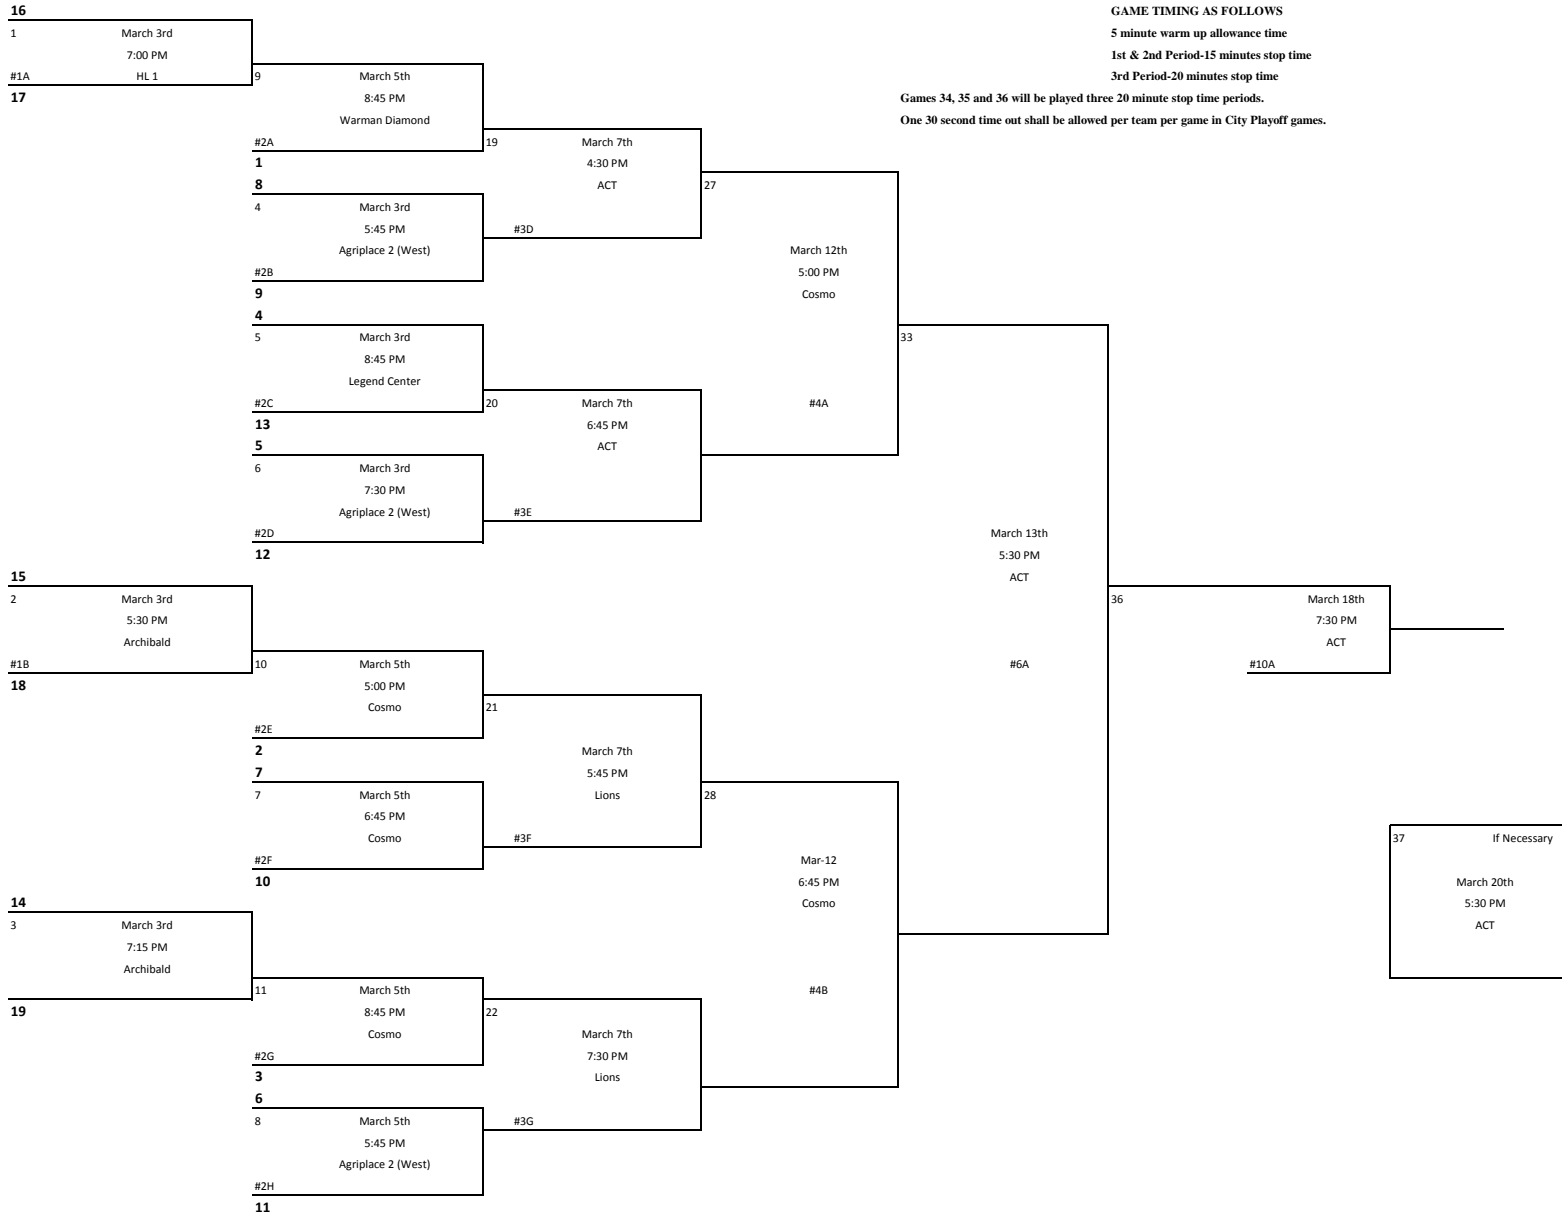 16
GAME TIMING AS FOLLOWS
1
March 3rd
5 minute warm up allowance time
7:00 PM
1st & 2nd Period-15 minutes stop time
#1A
HL 1
9
March 5th
3rd Period-20 minutes stop time
17
8:45 PM
Games 34, 35 and 36 will be played three 20 minute stop time periods.
Warman Diamond
One 30 second time out shall be allowed per team per game in City Playoff games.
#2A
19
March 7th
1
4:30 PM
8
ACT
27
4
March 3rd
5:45 PM
#3D
Agriplace 2 (West)
March 12th
#2B
5:00 PM
9
Cosmo
4
5
March 3rd
33
8:45 PM
Legend Center
#2C
20
March 7th
#4A
13
6:45 PM
5
ACT
6
March 3rd
7:30 PM
Agriplace 2 (West)
#3E
#2D
March 13th
12
5:30 PM
15
ACT
2
March 3rd
36
March 18th
5:30 PM
7:30 PM
Archibald
ACT
#1B
10
March 5th
#6A
#10A
18
5:00 PM
Cosmo
21
#2E
2
March 7th
7
5:45 PM
7
March 5th
Lions
28
6:45 PM
Cosmo
#3F
37
If Necessary
#2F
Mar-12
10
6:45 PM
March 20th
14
Cosmo
5:30 PM
3
March 3rd
ACT
7:15 PM
Archibald
11
March 5th
#4B
19
8:45 PM
22
Cosmo
March 7th
#2G
7:30 PM
3
Lions
6
8
March 5th
#3G
5:45 PM
Agriplace 2 (West)
#2H
11